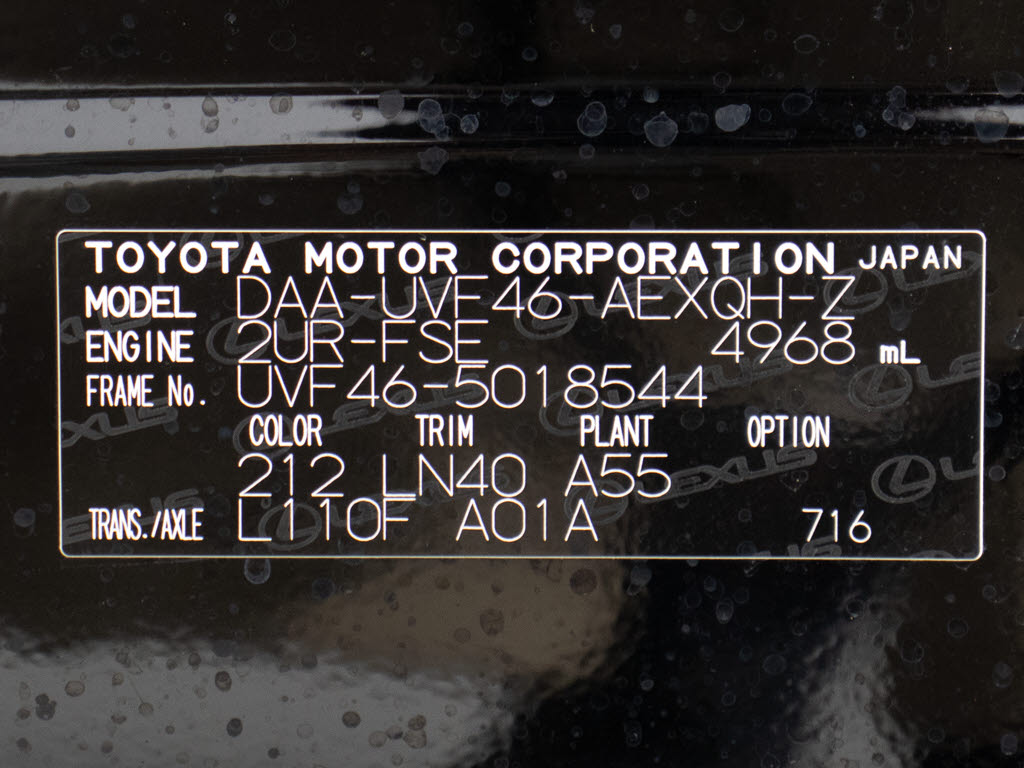 TOYOTA MOTOR CORPORATION JAPAN
MODEL DAA-UVF46-AEXQH-Z
ENGINE 2UR-FSE 4968 mL
FRAME No. UVF46-5018544
COLOR TRIM PLANT OPTION
212 LN40 A55
TRANS./AXLE L110F A01A 716